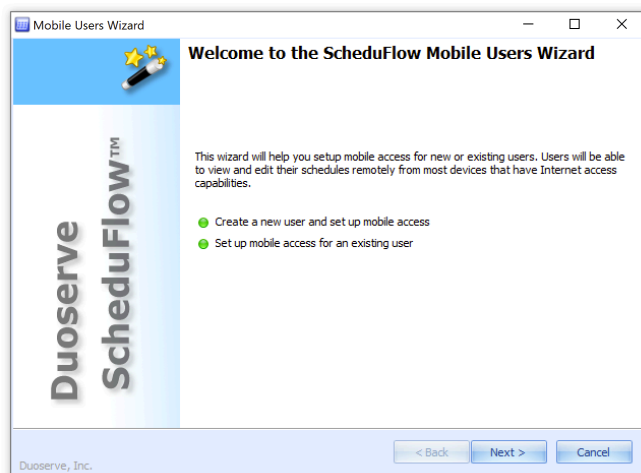 Mobile Users Wizard
Welcome to the ScheduFlow Mobile Users Wizard
Duoserve
ScheduFlow™
This wizard will help you setup mobile access for new or existing users. Users will be able
to view and edit their schedules remotely from most devices that have Internet access
capabilities.
Create a new user and set up mobile access
Set up mobile access for an existing user
Duoserve, Inc.
< Back
Next >
Cancel